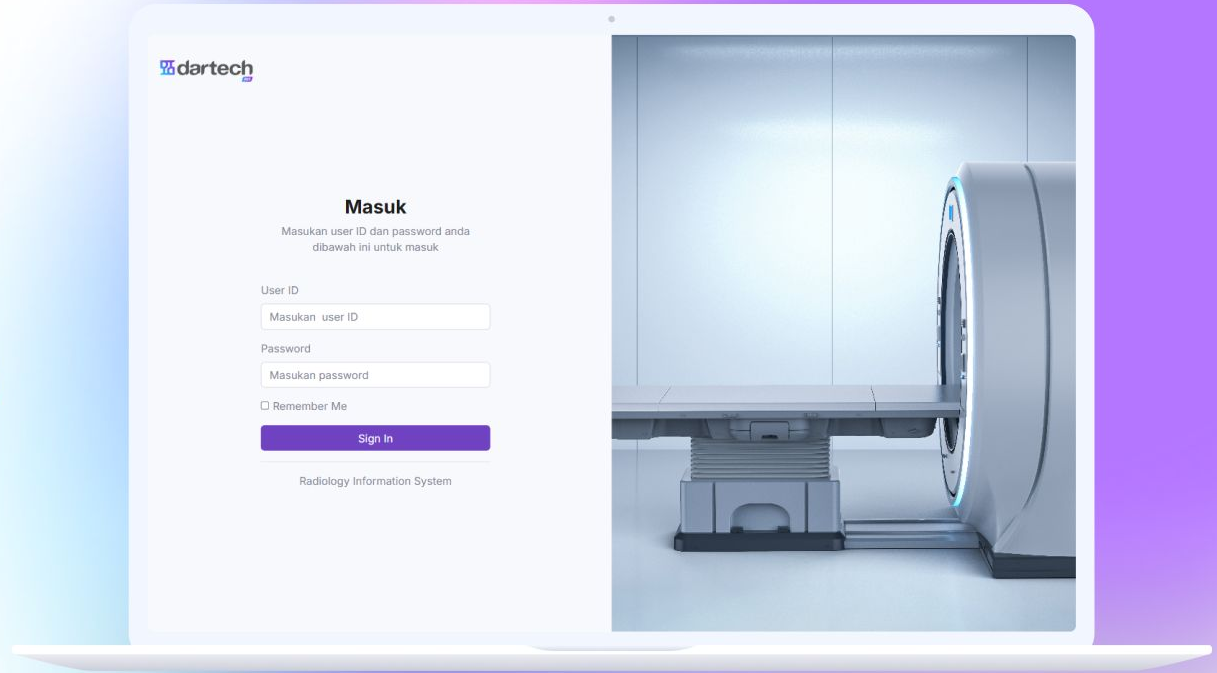 dartech
Masuk
Masukan user ID dan password anda
dibawah ini untuk masuk
User ID
Masukan  user ID
Password
Masukan password
Remember Me
Sign In
Radiology Information System